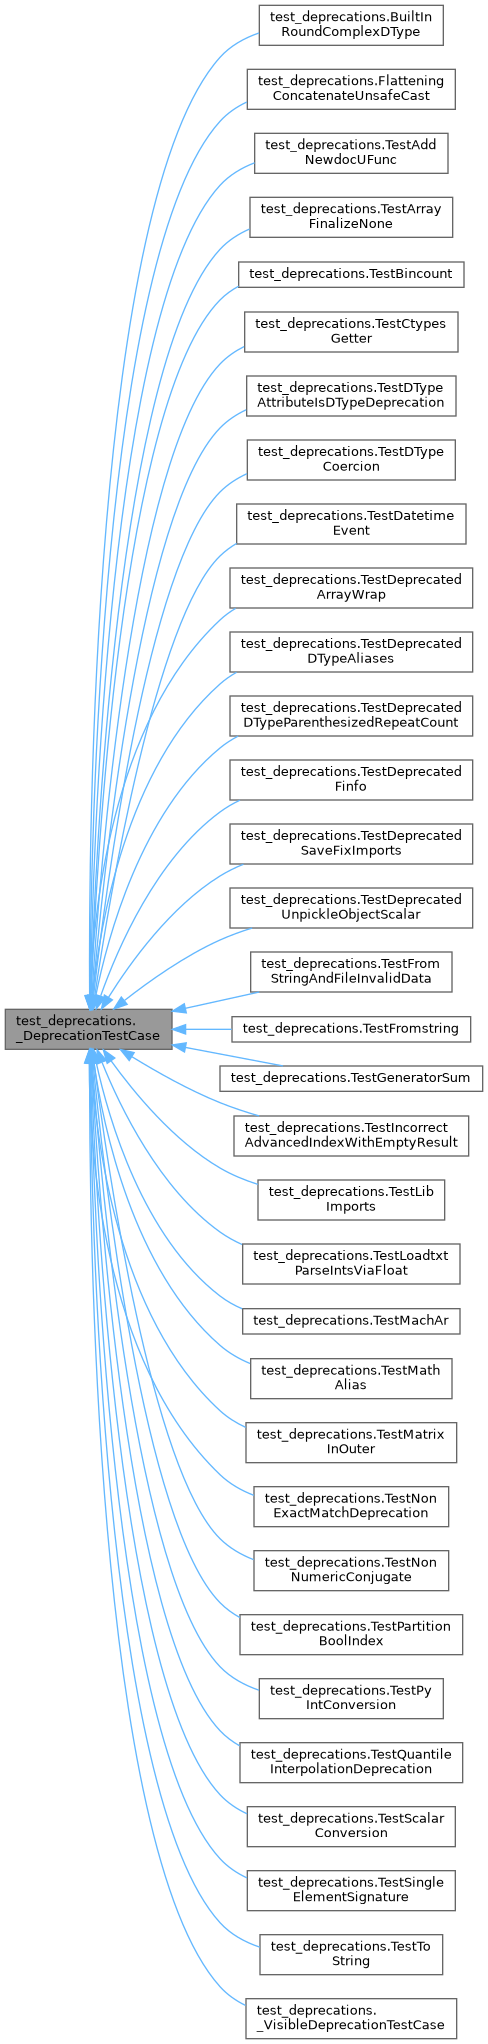 test_deprecations.BuiltIn
RoundComplexDType
test_deprecations.Flattening
ConcatenateUnsafeCast
test_deprecations.TestAdd
NewdocUFunc
test_deprecations.TestArray
FinalizeNone
test_deprecations.TestBincount
test_deprecations.TestCtypes
Getter
test_deprecations.TestDType
AttributeIsDTypeDeprecation
test_deprecations.TestDType
Coercion
test_deprecations.TestDatetime
Event
test_deprecations.TestDeprecated
ArrayWrap
test_deprecations.TestDeprecated
DTypeAliases
test_deprecations.TestDeprecated
DTypeParenthesizedRepeatCount
test_deprecations.TestDeprecated
Finfo
test_deprecations.TestDeprecated
SaveFixImports
test_deprecations.TestDeprecated
UnpickleObjectScalar
test_deprecations.TestFrom
StringAndFileInvalidData
test_deprecations.
_DeprecationTestCase
test_deprecations.TestFromstring
test_deprecations.TestGeneratorSum
test_deprecations.TestIncorrect
AdvancedIndexWithEmptyResult
test_deprecations.TestLib
Imports
test_deprecations.TestLoadtxt
ParseIntsViaFloat
test_deprecations.TestMachAr
test_deprecations.TestMath
Alias
test_deprecations.TestMatrix
InOuter
test_deprecations.TestNon
ExactMatchDeprecation
test_deprecations.TestNon
NumericConjugate
test_deprecations.TestPartition
BoolIndex
test_deprecations.TestPy
IntConversion
test_deprecations.TestQuantile
InterpolationDeprecation
test_deprecations.TestScalar
Conversion
test_deprecations.TestSingle
ElementSignature
test_deprecations.TestTo
String
test_deprecations.
_VisibleDeprecationTestCase